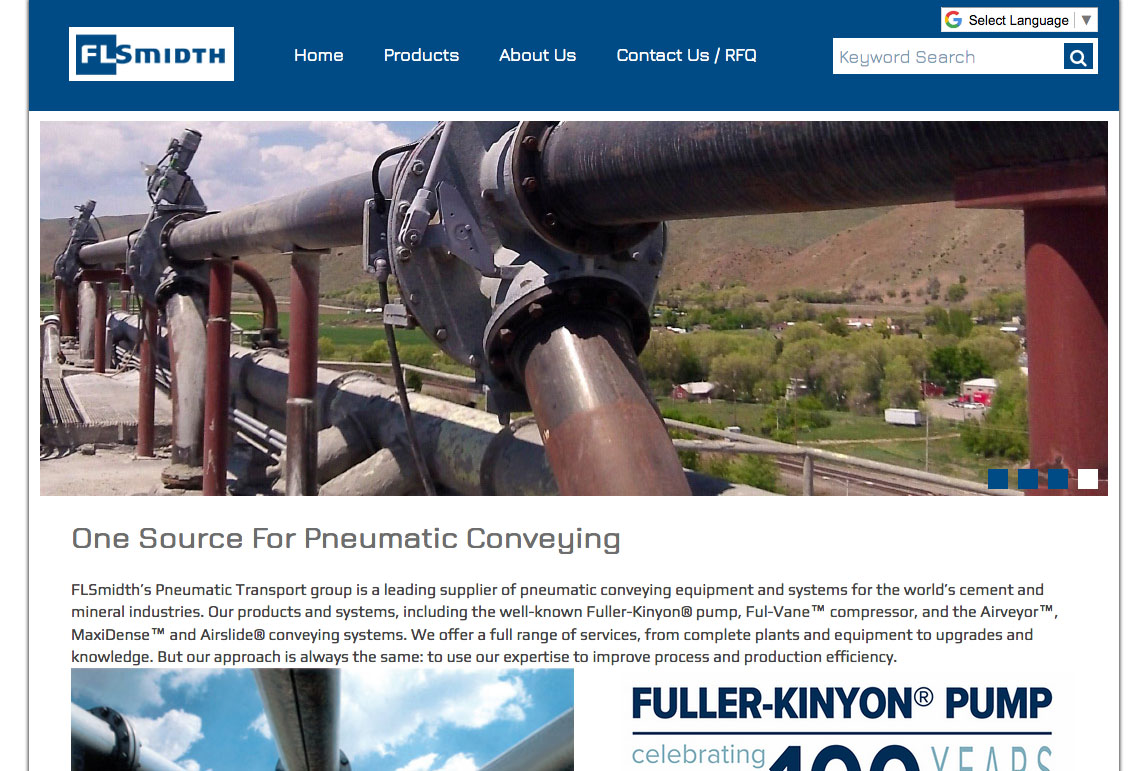 FLSMIDTH
Home
Products
About Us
Contact Us / RFQ
Select Language ▼
Keyword Search
One Source For Pneumatic Conveying
FLSmidth’s Pneumatic Transport group is a leading supplier of pneumatic conveying equipment and systems for the world’s cement and
mineral industries. Our products and systems, including the well-known Fuller-Kinyon® pump, Ful-Vane™ compressor, and the Airveyor™,
MaxiDense™ and Airslide® conveying systems. We offer a full range of services, from complete plants and equipment to upgrades and
knowledge. But our approach is always the same: to use our expertise to improve process and production efficiency.
FULLER-KINYON® PUMP
celebrating
100 YEARS